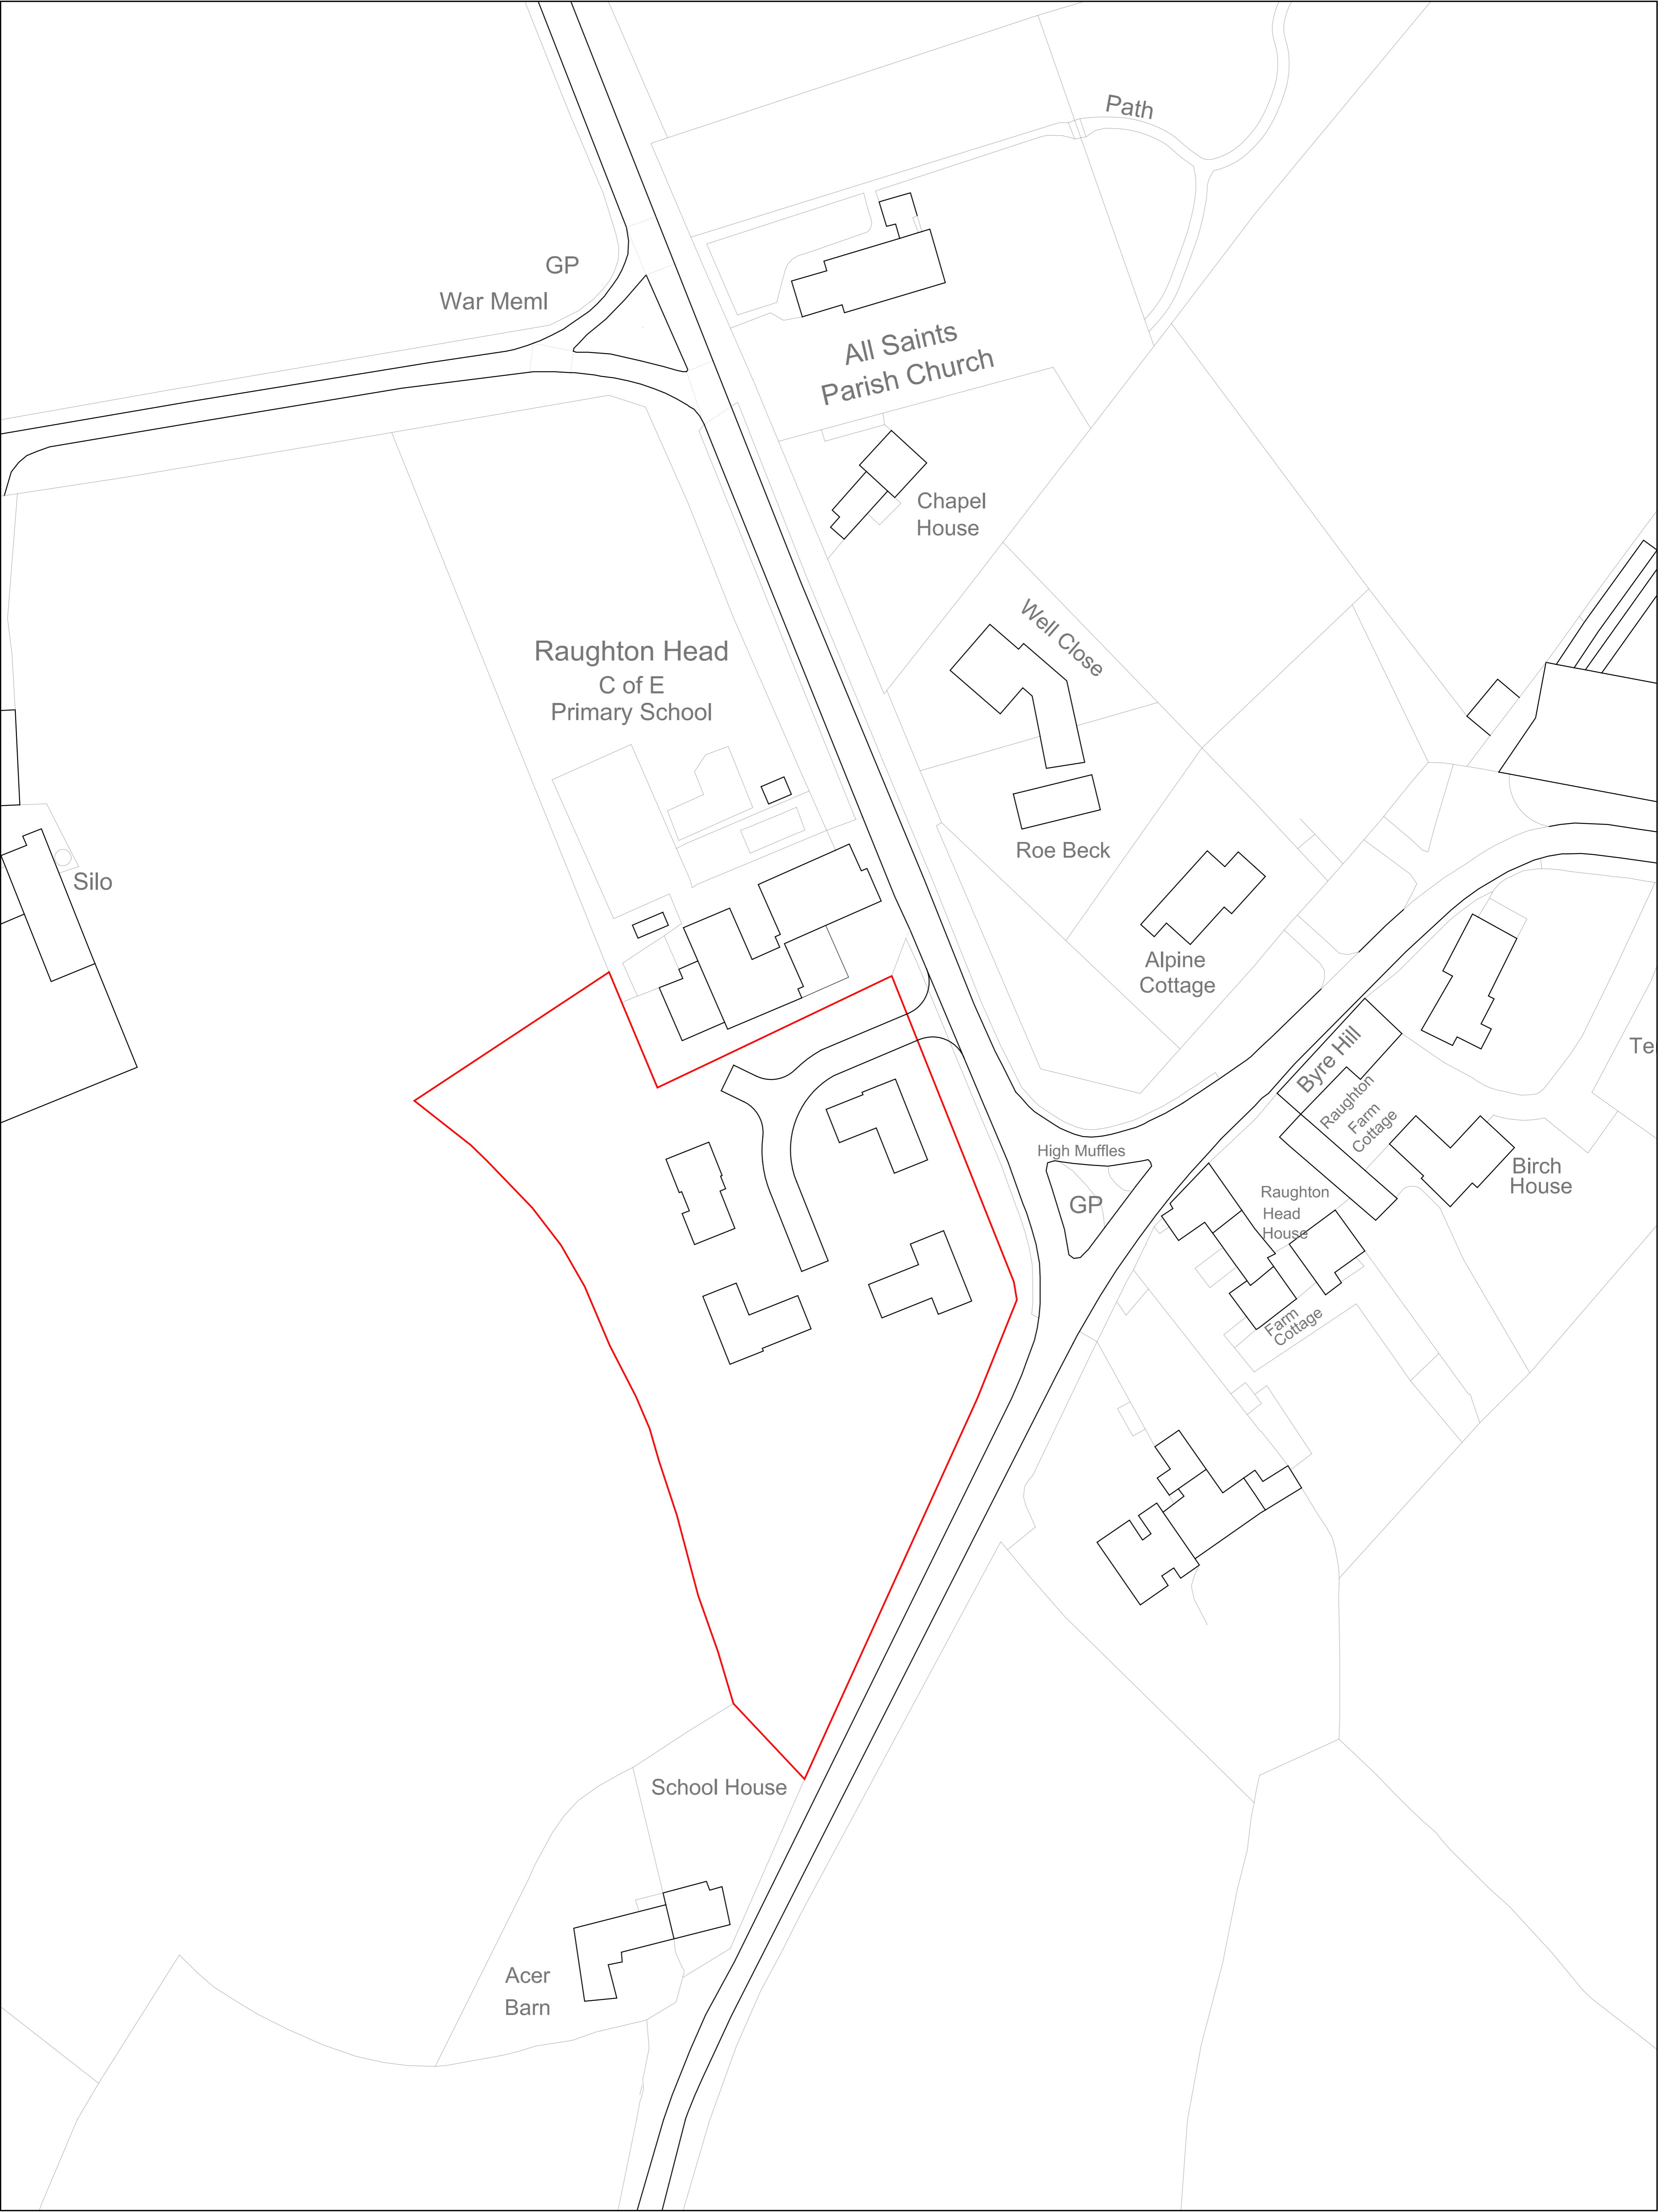 Path
GP
War Meml
All Saints
Parish Church
Chapel
House
Well Close
Raughton Head
C of E
Primary School
Roe Beck
Silo
Alpine
Cottage
Byre Hill
Te
Raughton
Farm
Cottage
High Muffles
GP
Birch
House
Raughton
Head
House
Farm
Cottage
School House
Acer
Barn